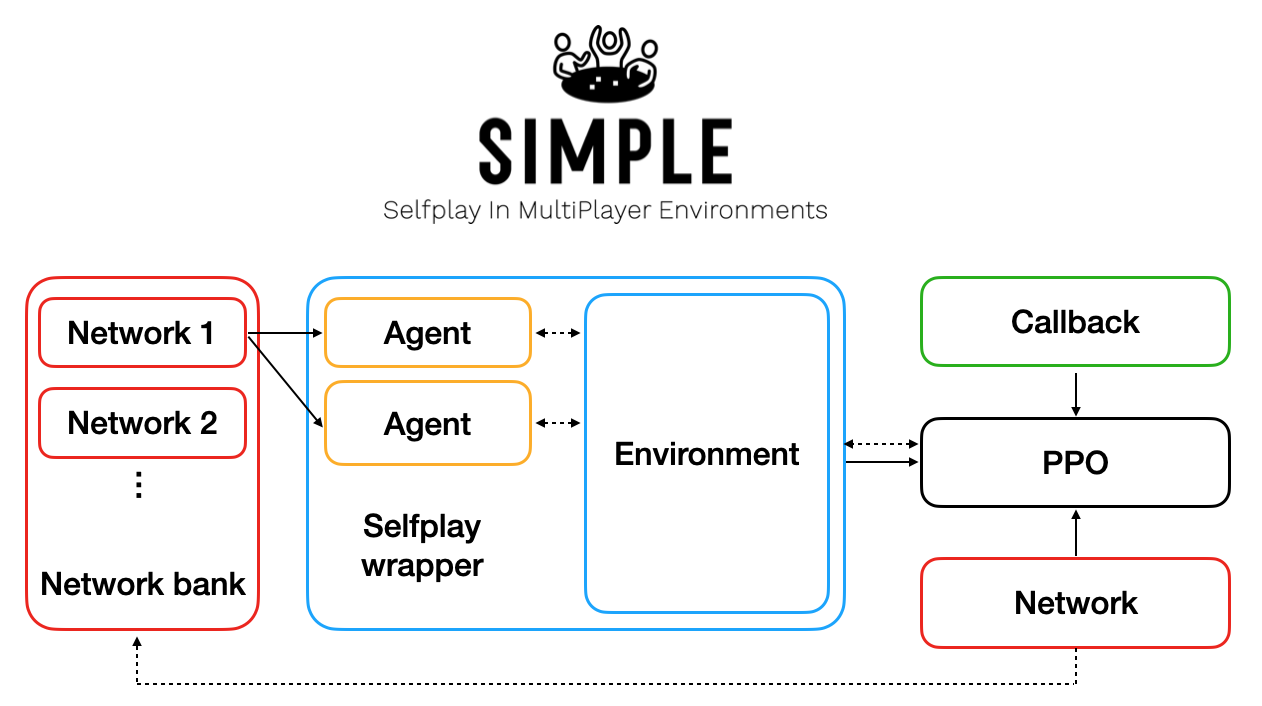 SIMPLE
Selfplay In MultiPlayer Environments
Network 1
Network 2
⋮
Network bank
Agent
Agent
Selfplay
wrapper
Environment
Callback
PPO
Network